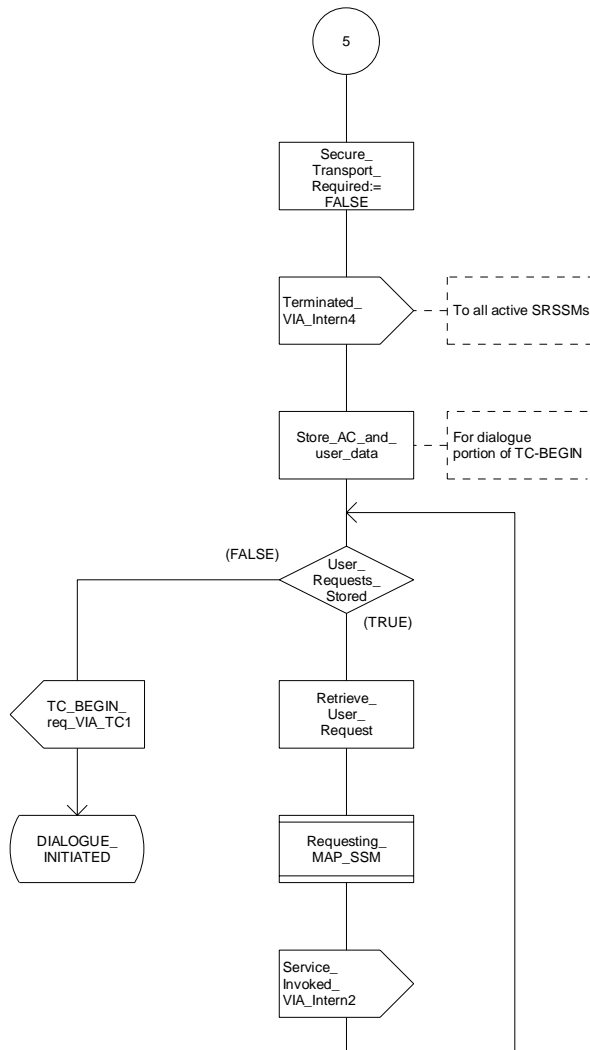 5
Secure_
Transport_
Required:=
FALSE
Terminated_
VIA_Intern4
To all active SRSSMs
Store_AC_and_
user_data
For dialogue
portion of TC-BEGIN
(FALSE)
User_
Requests_
Stored
(TRUE)
TC_BEGIN_
req_VIA_TC1
Retrieve_
User_
Request
DIALOGUE_
INITIATED
Requesting_
MAP_SSM
Service_
Invoked_
VIA_Intern2